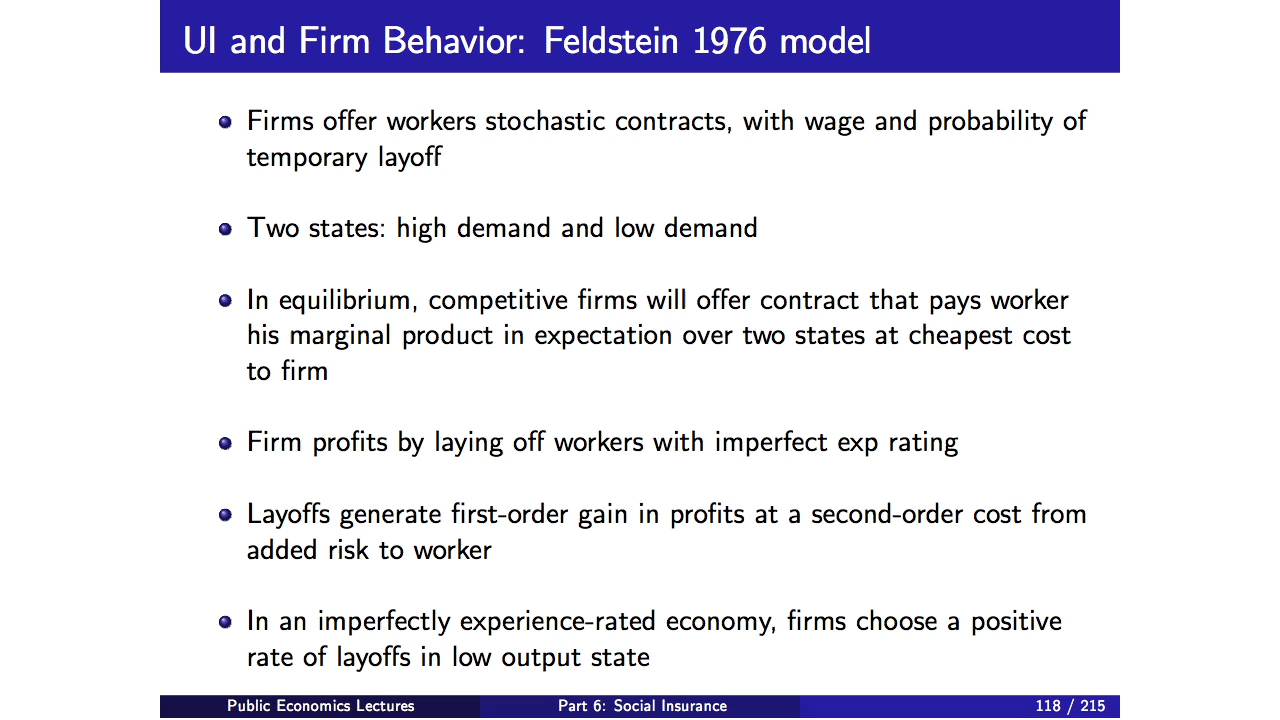 UI and Firm Behavior: Feldstein 1976 model
Firms offer workers stochastic contracts, with wage and probability of
temporary layoff
Two states: high demand and low demand
In equilibrium, competitive firms will offer contract that pays worker
his marginal product in expectation over two states at cheapest cost
to firm
Firm profits by laying off workers with imperfect exp rating
Layoffs generate first-order gain in profits at a second-order cost from
added risk to worker
In an imperfectly experience-rated economy, firms choose a positive
rate of layoffs in low output state
Public Economics Lectures
Part 6: Social Insurance
118 / 215